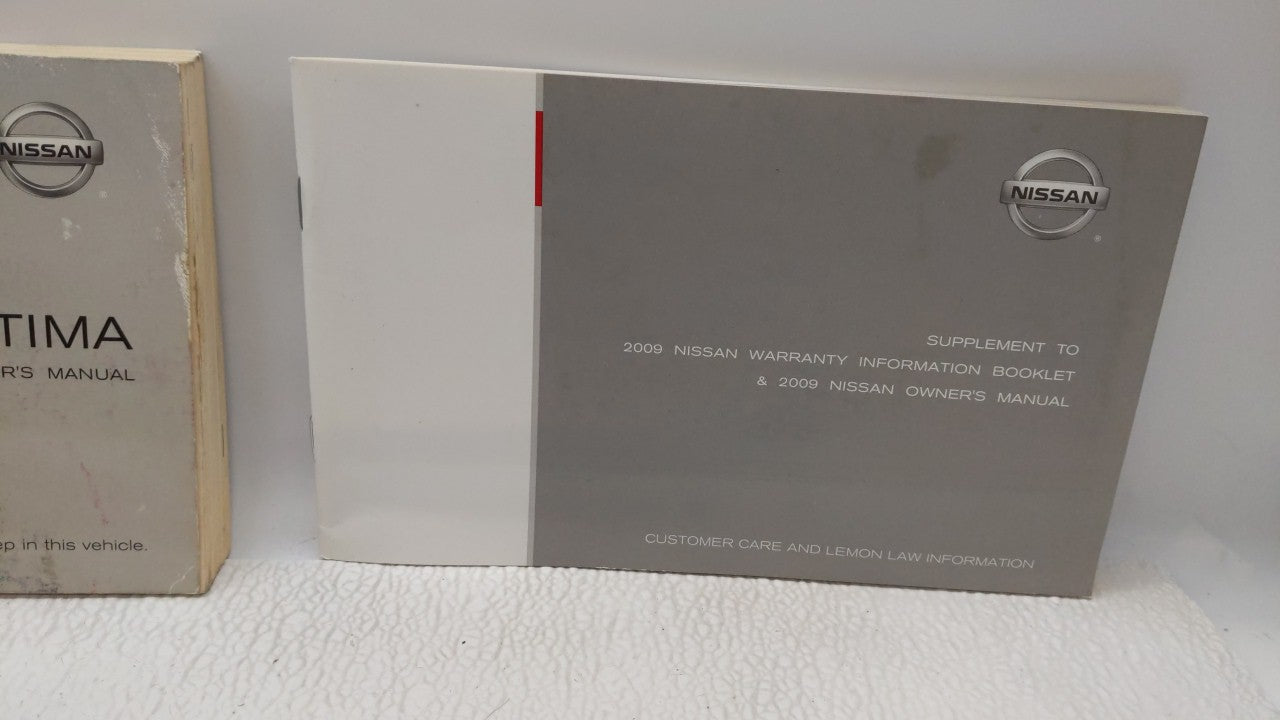 NISSAN
®
TIMA
R'S MANUAL
ep in this vehicle.
NISSAN
®
SUPPLEMENT TO
2009 NISSAN WARRANTY INFORMATION BOOKLET
& 2009 NISSAN OWNER'S MANUAL
CUSTOMER CARE AND LEMON LAW INFORMATION